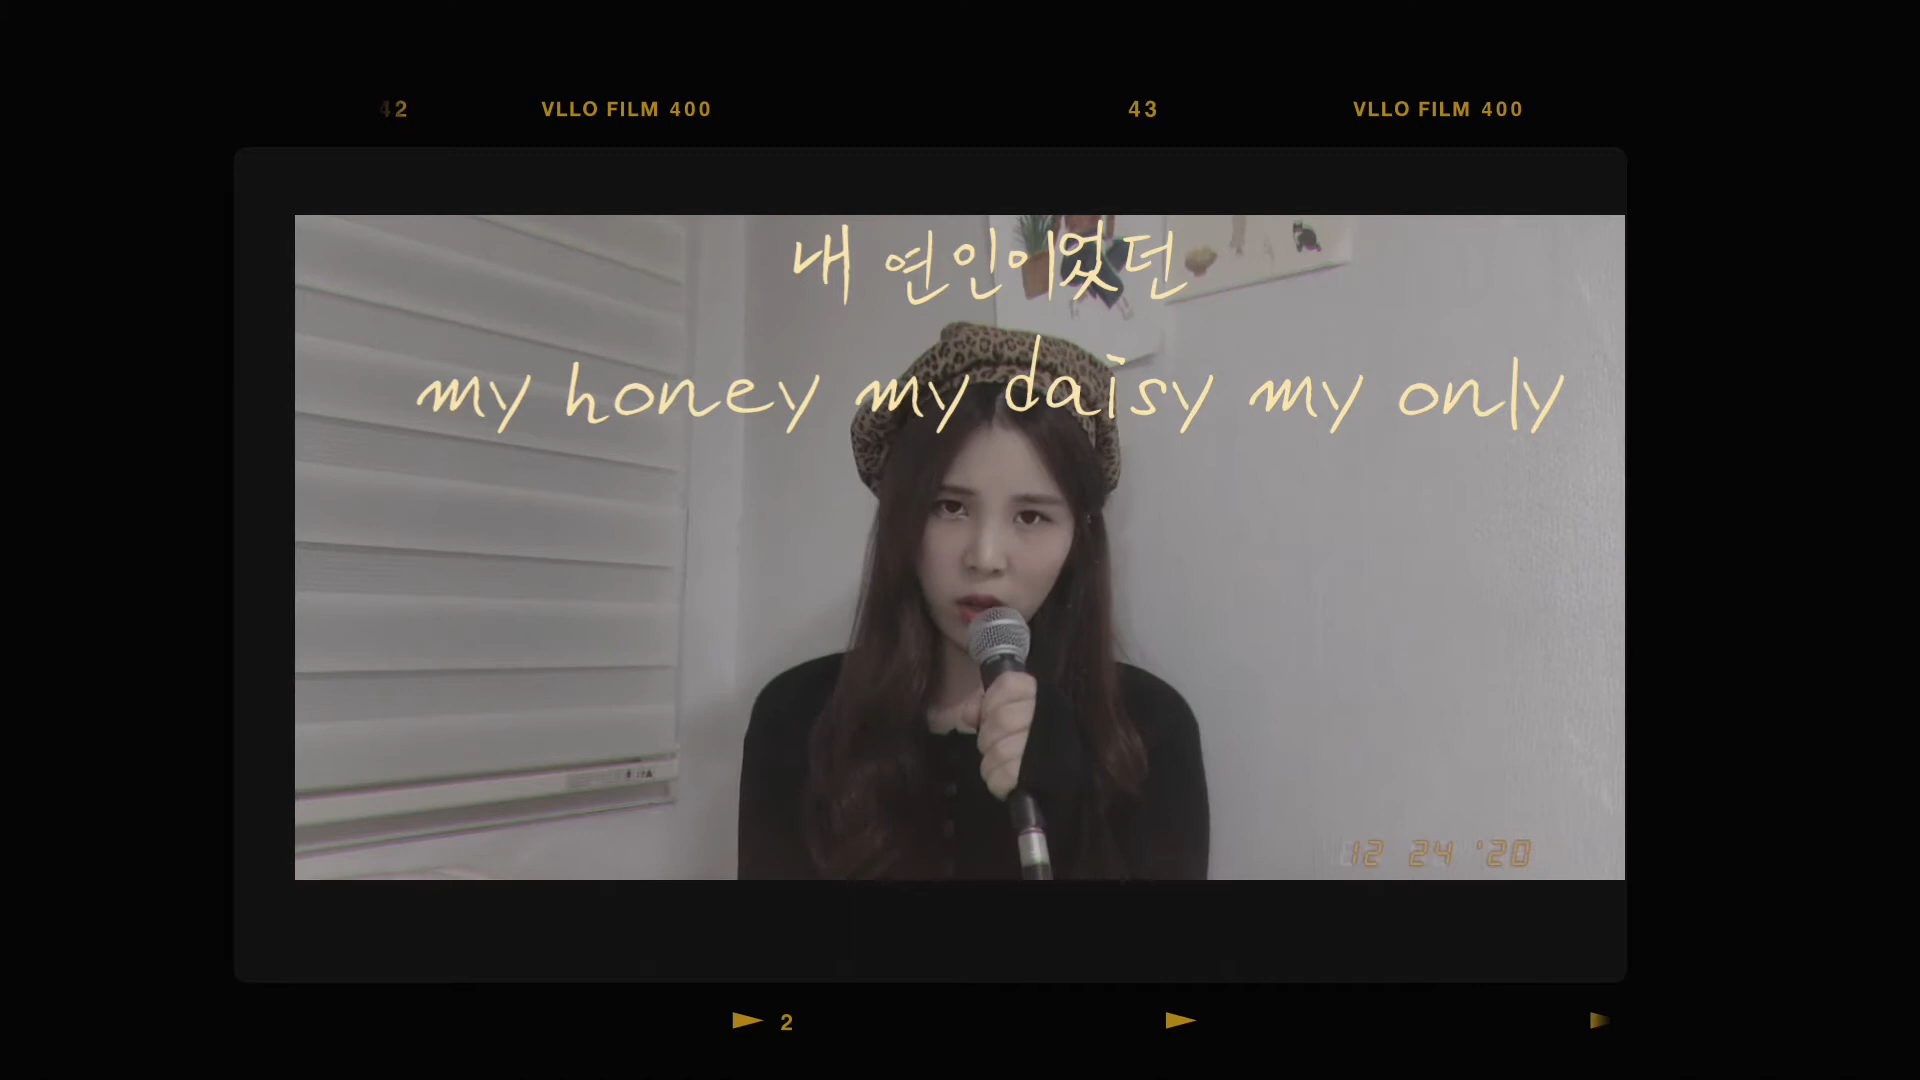 42 VLLO FILM 400 43 VLLO FILM 400
내 연인이었던
my honey my daisy my only
12 24 '20
2